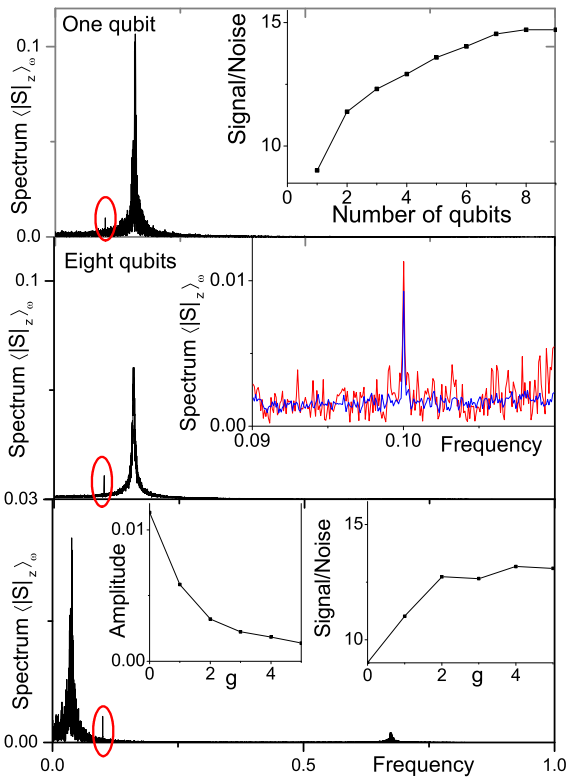 One qubit
0.1
0.0
Spectrum ⟨|S|z⟩ω
15
10
Signal/Noise
0 2 4 6 8
Number of qubits
Eight qubits
0.1
0.03
Spectrum ⟨|S|z⟩ω
0.01
0.00
Spectrum ⟨|S|z⟩ω
0.09 0.10
Frequency
0.00
Spectrum ⟨|S|z⟩ω
0.01
0.00
Amplitude
2 4
g
15
10
Signal/Noise
0 2 4
g
0.0 0.5 1.0
Frequency